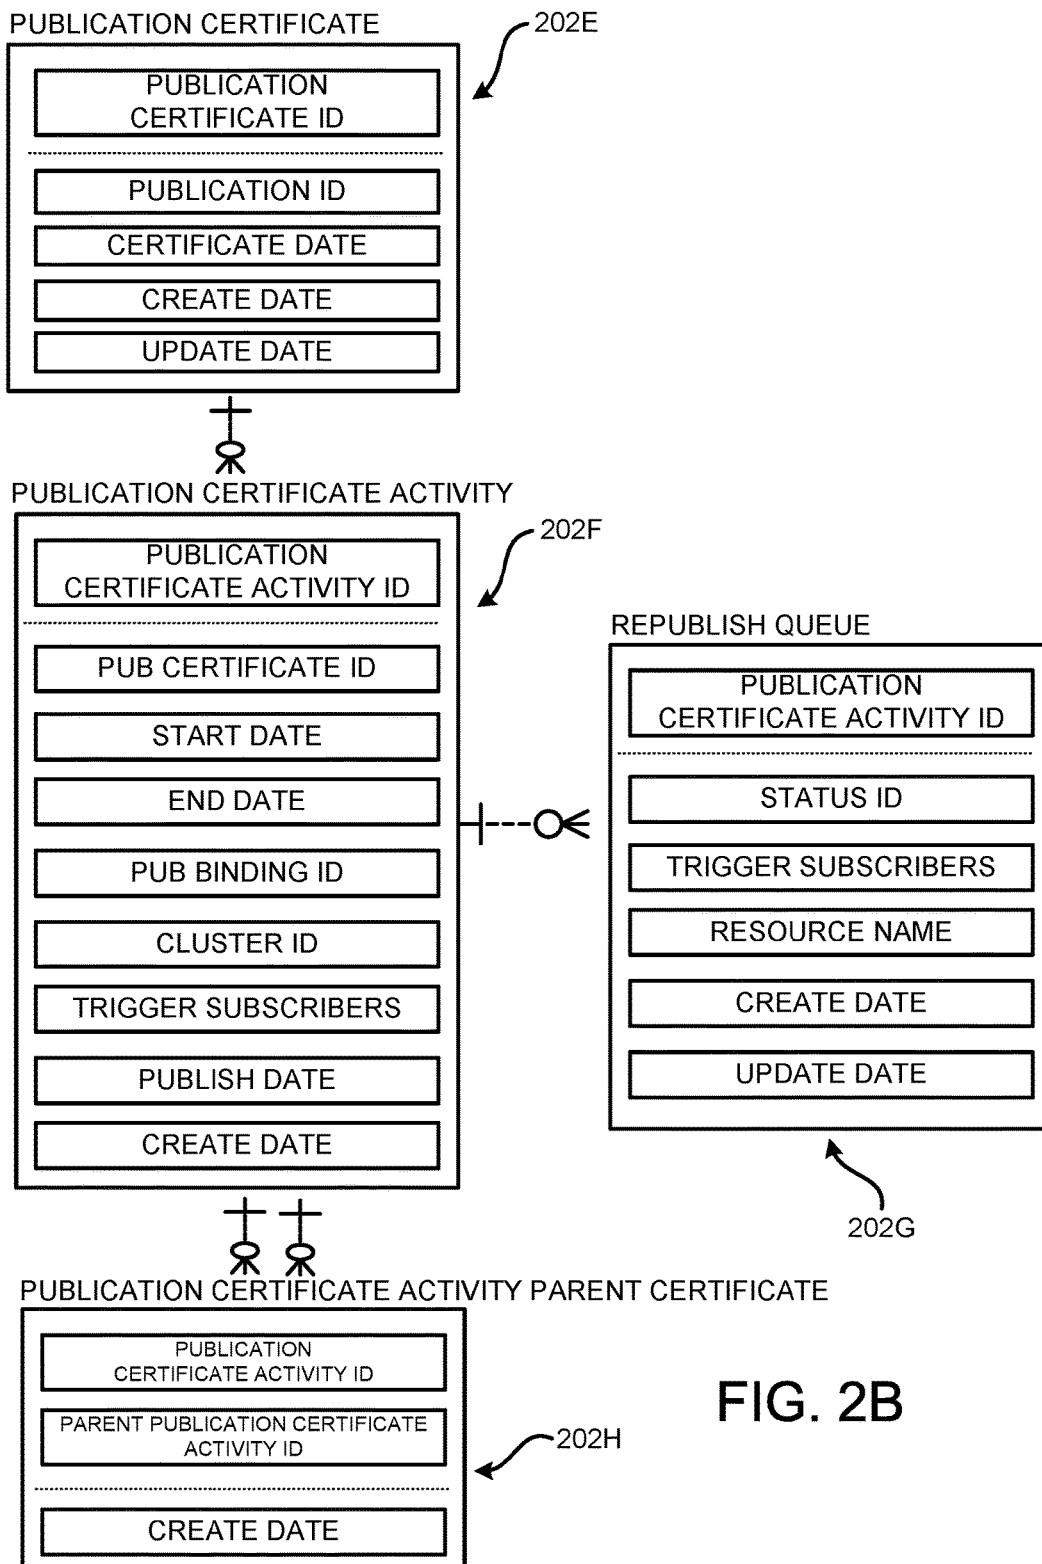 PUBLICATION CERTIFICATE
202E
PUBLICATION
CERTIFICATE ID
PUBLICATION ID
CERTIFICATE DATE
CREATE DATE
UPDATE DATE
PUBLICATION CERTIFICATE ACTIVITY
202F
PUBLICATION
CERTIFICATE ACTIVITY ID
PUB CERTIFICATE ID
START DATE
END DATE
PUB BINDING ID
CLUSTER ID
TRIGGER SUBSCRIBERS
PUBLISH DATE
CREATE DATE
REPUBLISH QUEUE
PUBLICATION
CERTIFICATE ACTIVITY ID
STATUS ID
TRIGGER SUBSCRIBERS
RESOURCE NAME
CREATE DATE
UPDATE DATE
202G
PUBLICATION CERTIFICATE ACTIVITY PARENT CERTIFICATE
PUBLICATION
CERTIFICATE ACTIVITY ID
PARENT PUBLICATION CERTIFICATE
ACTIVITY ID
CREATE DATE
202H
FIG. 2B